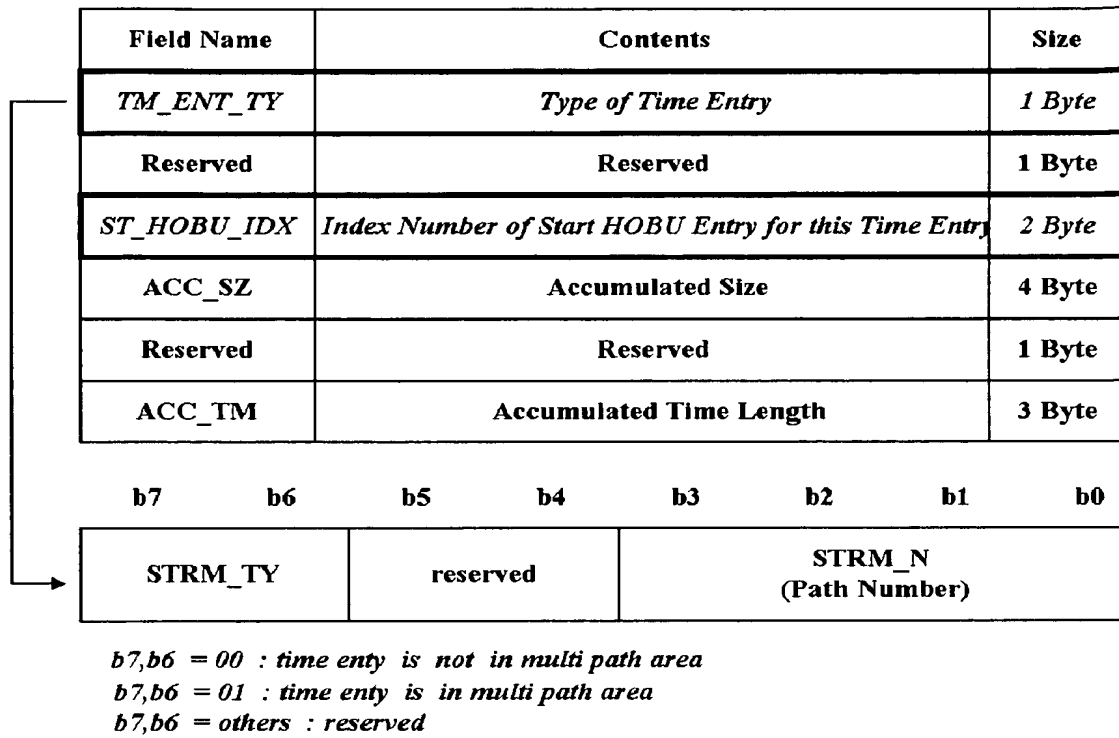 Field Name Contents Size
TM_ENT_TY Type of Time Entry 1 Byte
Reserved Reserved 1 Byte
ST_HOBU_IDX Index Number of Start HOBU Entry for this Time Entry 2 Byte
ACC_SZ Accumulated Size 4 Byte
Reserved Reserved 1 Byte
ACC_TM Accumulated Time Length 3 Byte
b7 b6 b5 b4 b3 b2 b1 b0
STRM_TY reserved STRM_N
(Path Number)
b7,b6 = 00 : time enty is not in multi path area
b7,b6 = 01 : time enty is in multi path area
b7,b6 = others : reserved